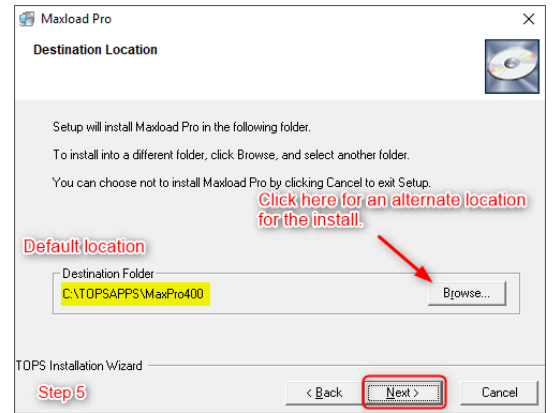 Maxload Pro
Destination Location
Setup will install Maxload Pro in the following folder.
To install into a different folder, click Browse, and select another folder.
You can choose not to install Maxload Pro by clicking Cancel to exit Setup.
Click here for an alternate location
for the install.
Default location
Destination Folder
C:\TOPSAPPS\MaxPro400
Browse...
TOPS Installation Wizard
Step 5
< Back
Next >
Cancel